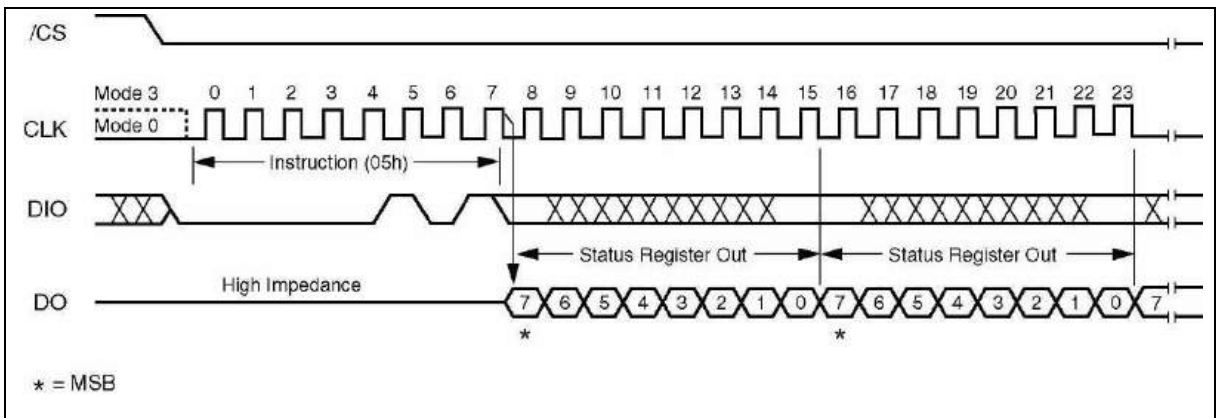 /CS
Mode 3 0 1 2 3 4 5 6 7 8 9 10 11 12 13 14 15 16 17 18 19 20 21 22 23
CLK Mode 0
Instruction (05h)
DIO
Status Register Out Status Register Out
High Impedance
DO 7 6 5 4 3 2 1 0 7 6 5 4 3 2 1 0 7
* *
* = MSB